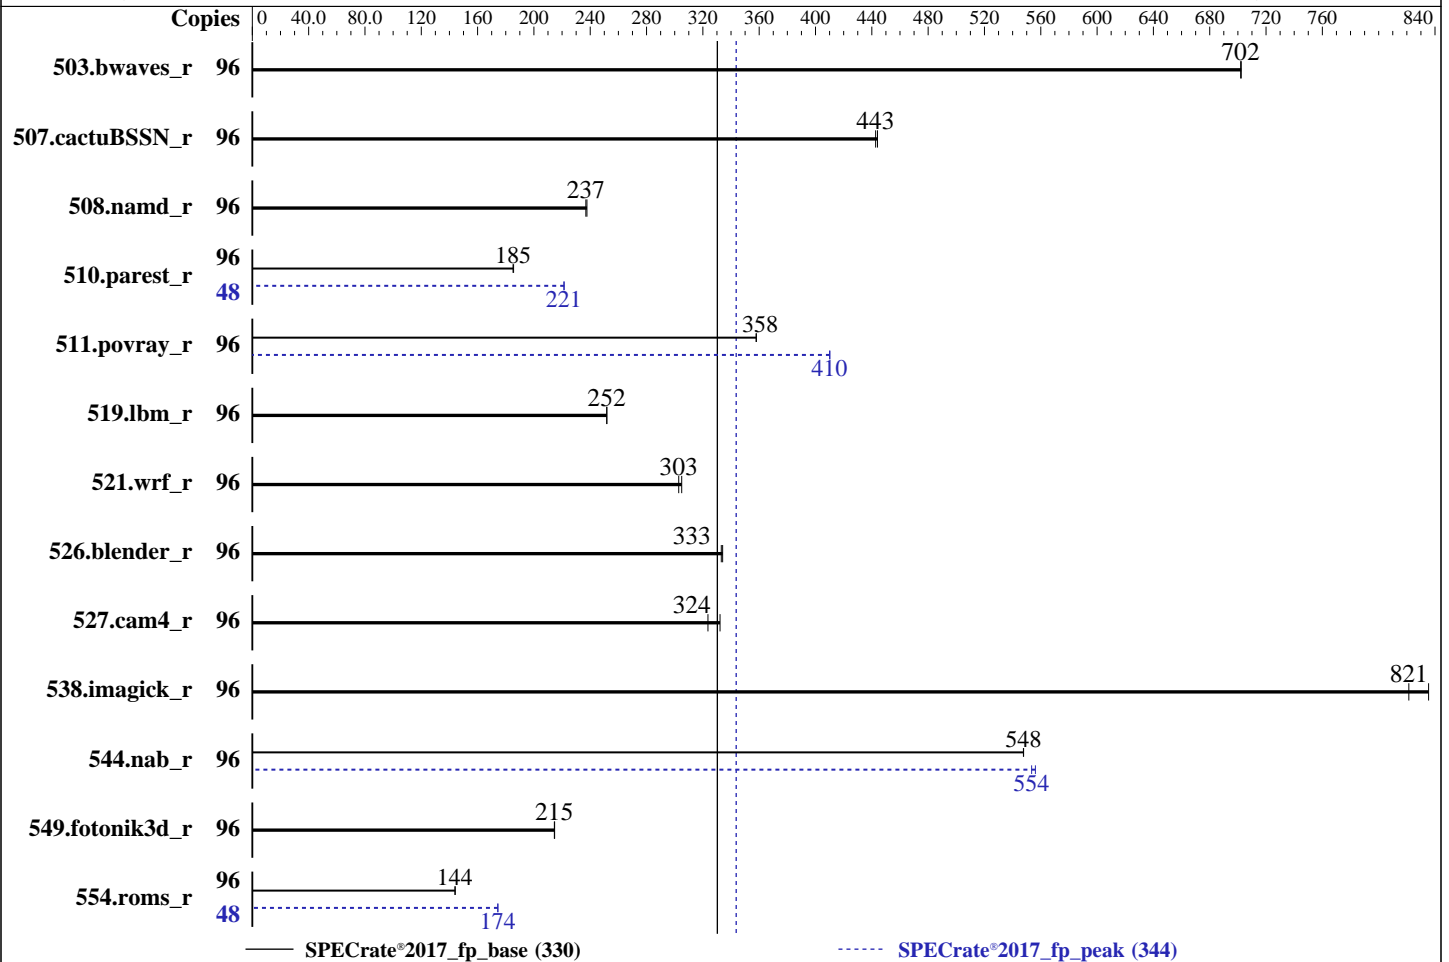 Copies 0 40.0 80.0 120 160 200 240 280 320 360 400 440 480 520 560 600 640 680 720 760 840
503.bwaves_r 96 702
507.cactuBSSN_r 96 443
508.namd_r 96 237
510.parest_r 96 185
48 221
511.povray_r 96 358
410
519.lbm_r 96 252
521.wrf_r 96 303
526.blender_r 96 333
527.cam4_r 96 324
538.imagick_r 96 821
544.nab_r 96 548
554
549.fotonik3d_r 96 215
554.roms_r 96 144
48 174
SPECrate®2017_fp_base (330) SPECrate®2017_fp_peak (344)